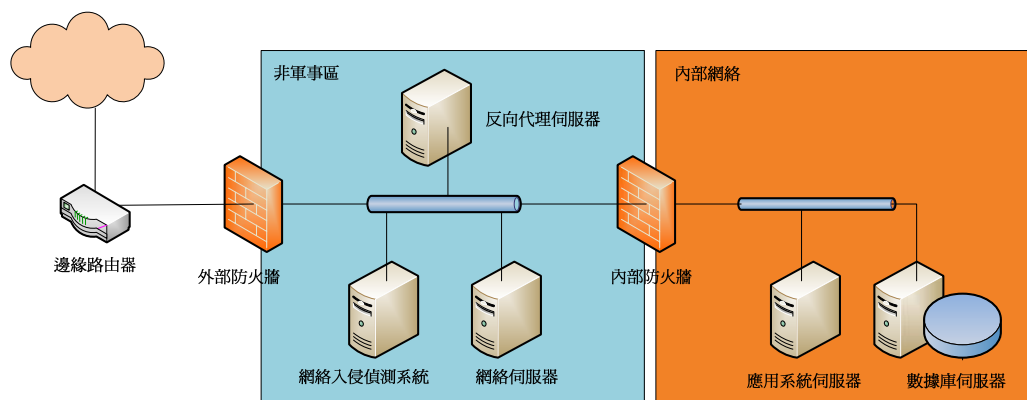 非軍事區
內部網絡
反向代理伺服器
邊緣路由器
外部防火牆
內部防火牆
網絡入侵偵測系統
網絡伺服器
應用系統伺服器
數據庫伺服器